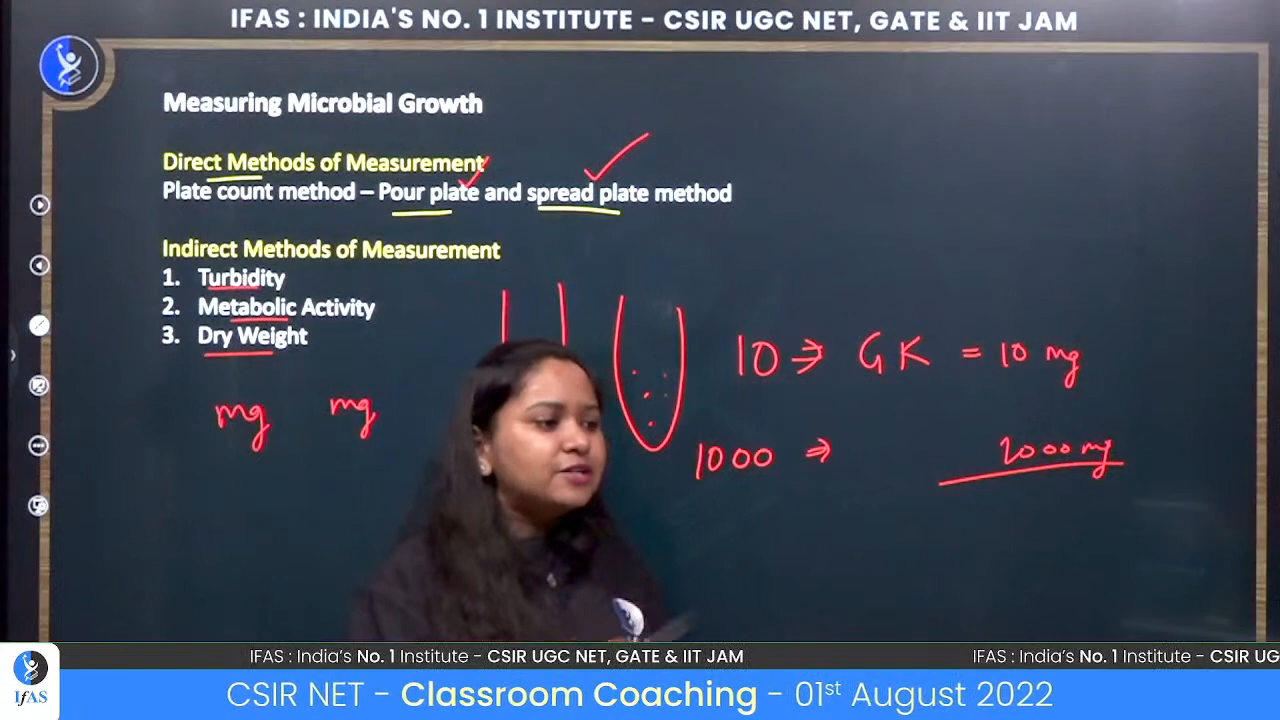 IFAS : INDIA'S NO. 1 INSTITUTE - CSIR UGC NET, GATE & IIT JAM
Measuring Microbial Growth
Direct Methods of Measurement
Plate count method – Pour plate and spread plate method
Indirect Methods of Measurement
1. Turbidity
2. Metabolic Activity
3. Dry Weight
10 ⇒ GK = 10 mg
mg mg
1000 ⇒ 1000 mg
IFAS : India's No. 1 Institute - CSIR UGC NET, GATE & IIT JAM
IFAS : India's No. 1 Institute - CSIR UG
IFAS
CSIR NET - Classroom Coaching - 01st August 2022